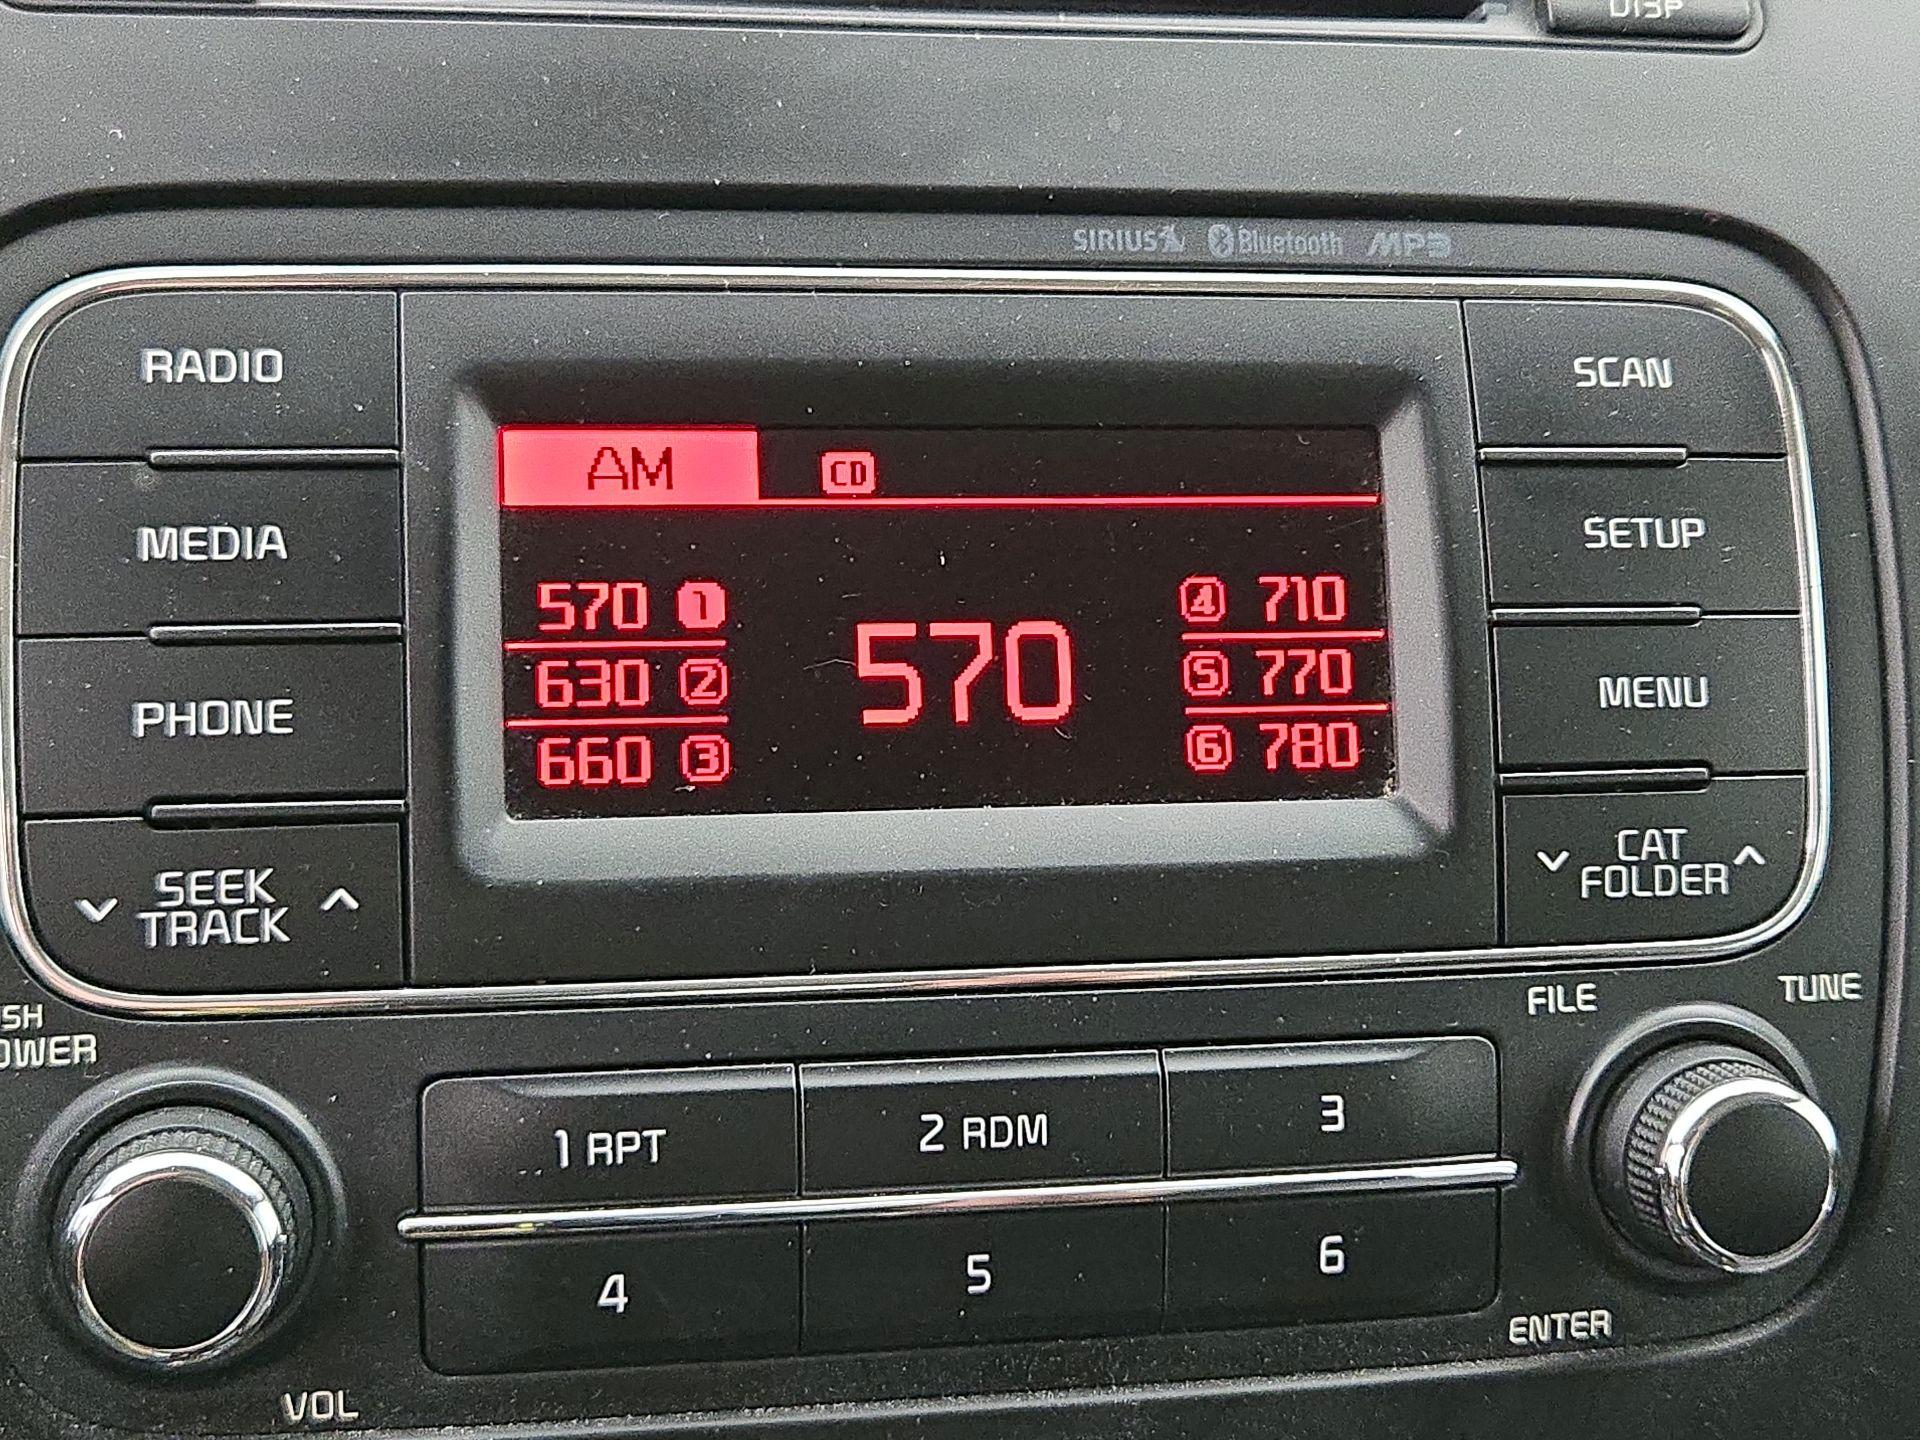 DISP
SIRIUS Bluetooth MP3
RADIO
MEDIA
PHONE
SEEK
TRACK
AM CD
570 1
630 2
660 3
570
4 710
5 770
6 780
SCAN
SETUP
MENU
CAT
FOLDER
FILE
TUNE
1 RPT
2 RDM
3
4
5
6
VOL
ENTER